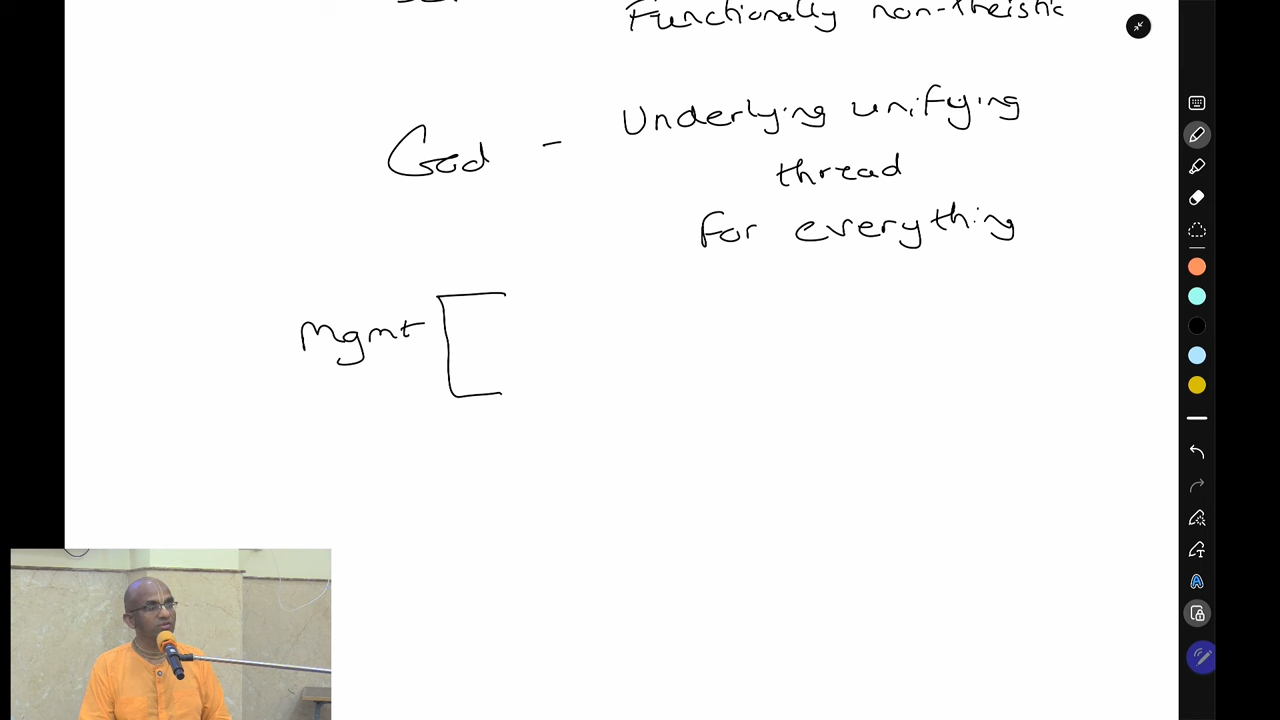 Functionally non-theistic
God - Underlying unifying
thread
for everything
Mgmt